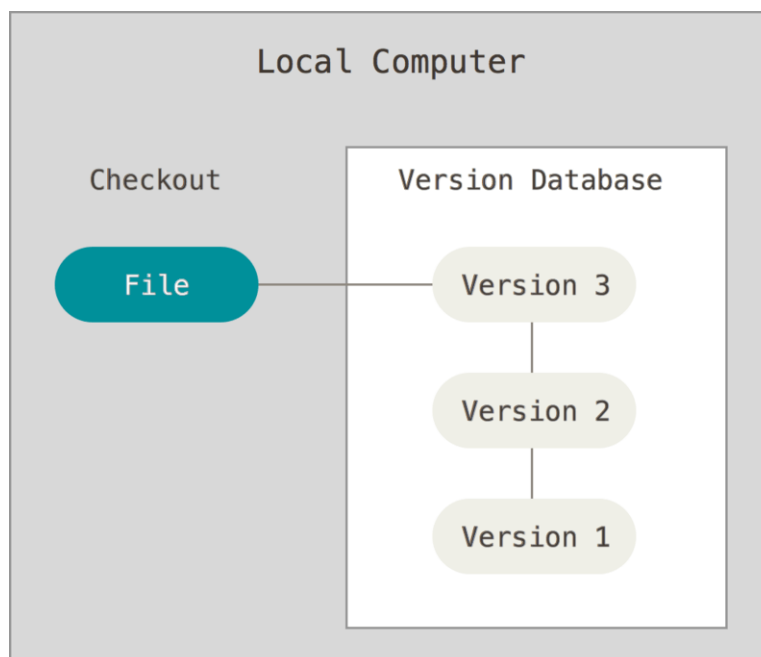 Local Computer
Checkout
Version Database
File
Version 3
Version 2
Version 1